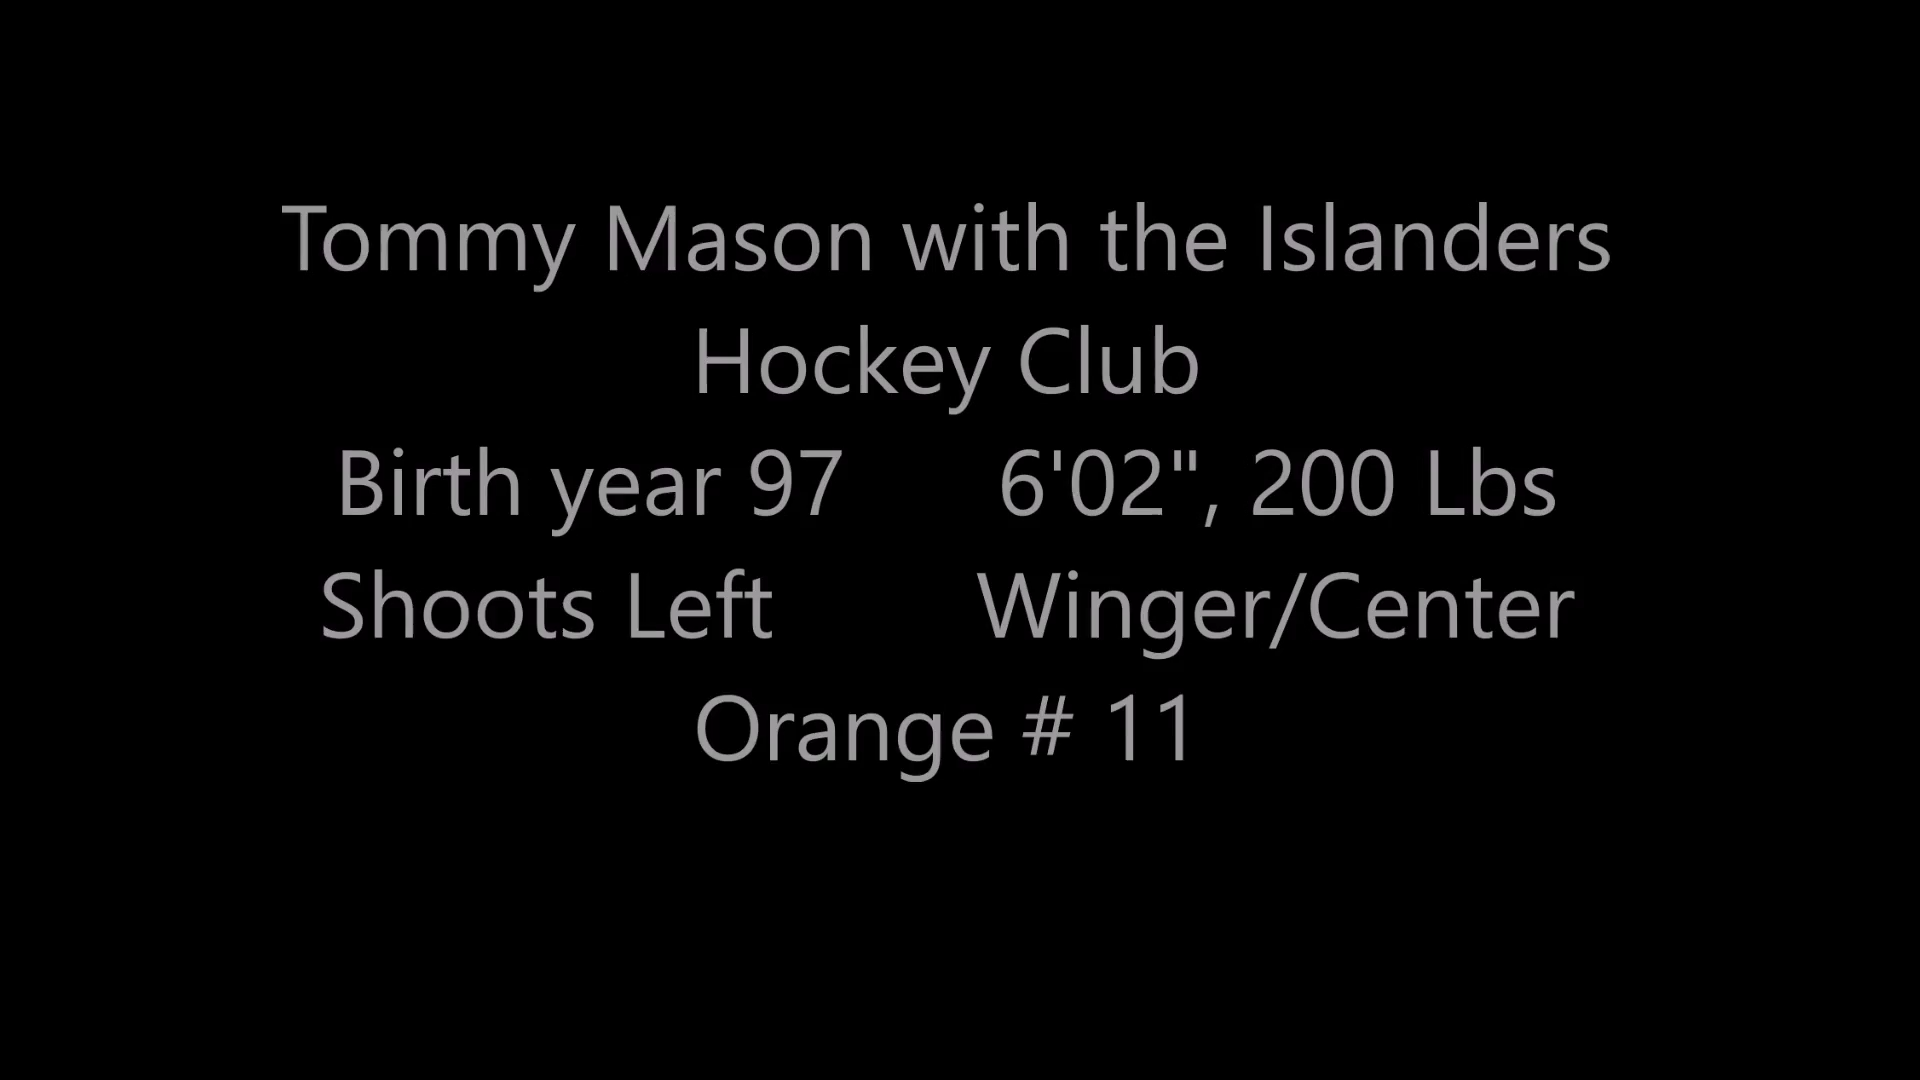 Tommy Mason with the Islanders
Hockey Club
Birth year 97 6'02", 200 Lbs
Shoots Left Winger/Center
Orange # 11